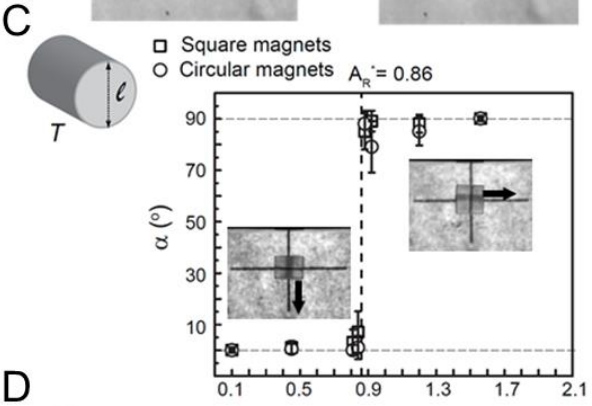 C
Square magnets
Circular magnets
A_R* = 0.86
ℓ
T
α (°)
90
70
50
30
10
0.1 0.5 0.9 1.3 1.7 2.1
D